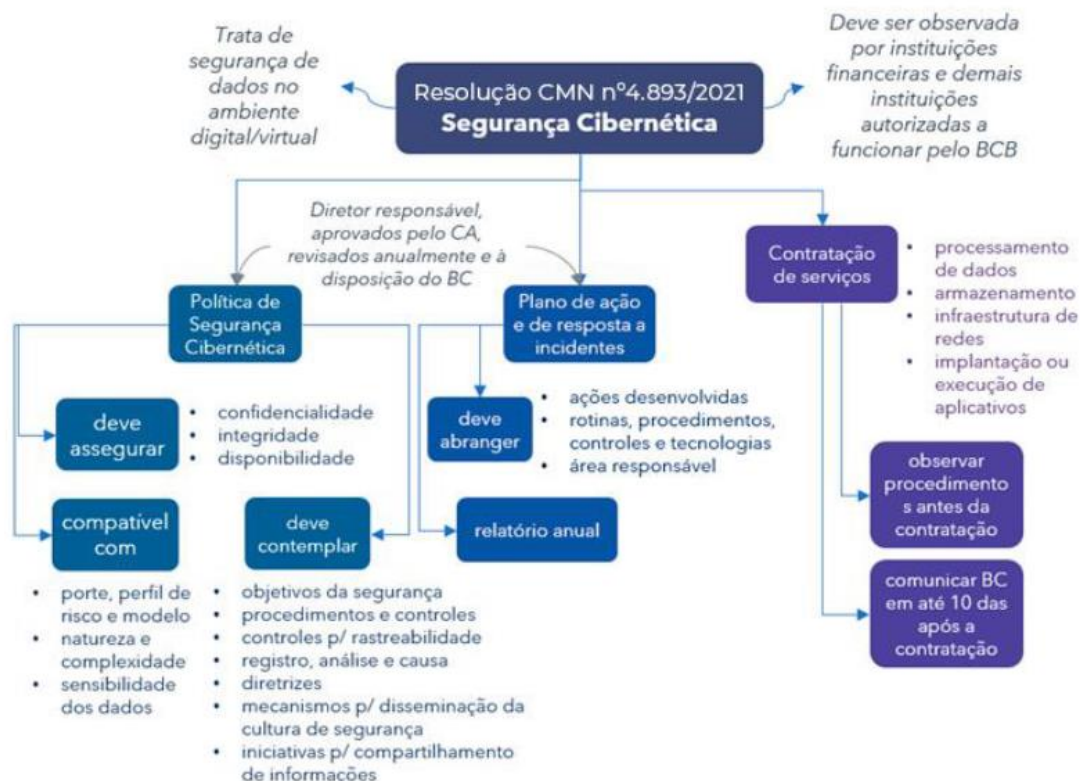 Trata de
segurança de
dados no
ambiente
digital/virtual
Resolução CMN nº4.893/2021
Segurança Cibernética
Deve ser observada
por instituições
financeiras e demais
instituições
autorizadas a
funcionar pelo BCB
Diretor responsável,
aprovados pelo CA,
revisados anualmente e à
disposição do BC
Política de
Segurança
Cibernética
Plano de ação
e de resposta a
incidentes
Contratação
de serviços
• processamento
de dados
• armazenamento
• infraestrutura de
redes
• implantação ou
execução de
aplicativos
deve
assegurar
• confidencialidade
• integridade
• disponibilidade
deve
abranger
• ações desenvolvidas
• rotinas, procedimentos,
controles e tecnologias
• área responsável
observar
procedimento
s antes da
contratação
compatível
com
deve
contemplar
relatório anual
comunicar BC
em até 10 das
após a
contratação
• porte, perfil de
risco e modelo
• natureza e
complexidade
• sensibilidade
dos dados
• objetivos da segurança
• procedimentos e controles
• controles p/ rastreabilidade
• registro, análise e causa
• diretrizes
• mecanismos p/ disseminação da
cultura de segurança
• iniciativas p/ compartilhamento
de informações